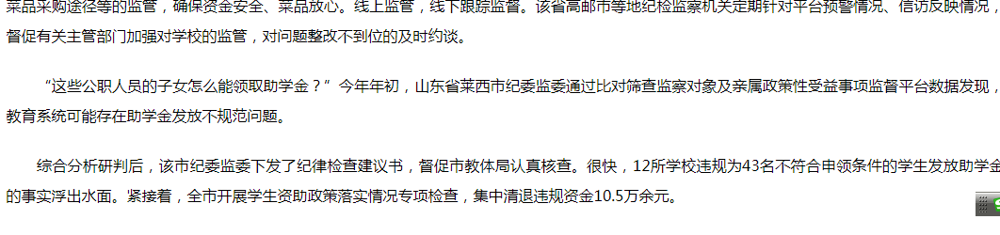 菜品采购途径等的监管，确保资金安全、菜品放心。线上监管，线下跟踪监督。该省高邮市等地纪检监察机关定期针对平台预警情况、信访反映情况，
督促有关主管部门加强对学校的监管，对问题整改不到位的及时约谈。
“这些公职人员的子女怎么能领取助学金？”今年年初，山东省莱西市纪委监委通过比对筛查监察对象及亲属政策性受益事项监督平台数据发现，
教育系统可能存在助学金发放不规范问题。
综合分析研判后，该市纪委监委下发了纪律检查建议书，督促市教体局认真核查。很快，12所学校违规为43名不符合申领条件的学生发放助学金
的事实浮出水面。紧接着，全市开展学生资助政策落实情况专项检查，集中清退违规资金10.5万余元。